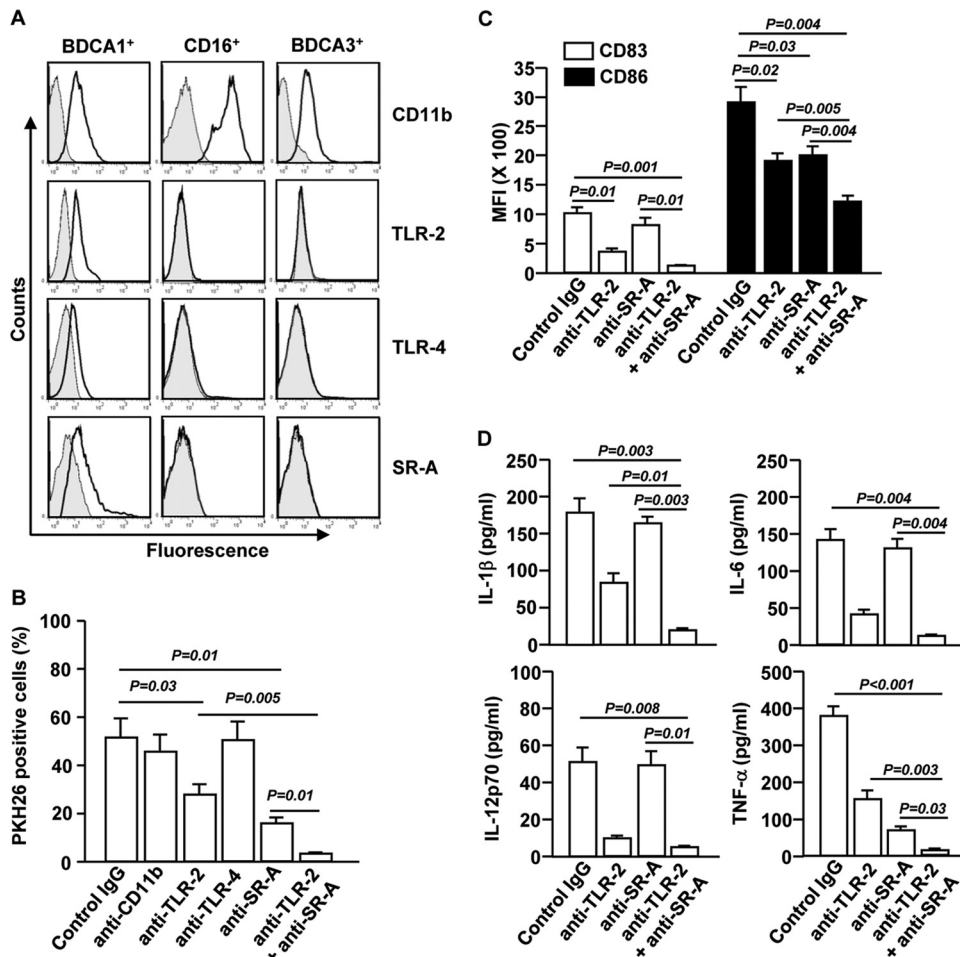 A
BDCA1+ CD16+ BDCA3+
CD11b
TLR-2
TLR-4
SR-A
Counts
Fluorescence
B
PKH26 positive cells (%)
100
80
60
40
20
0
P=0.01
P=0.03
P=0.005
P=0.01
Control IgG
anti-CD11b
anti-TLR-2
anti-TLR-4
anti-SR-A
anti-TLR-2
+ anti-SR-A
C
CD83
CD86
MFI (X 100)
35
30
25
20
15
10
5
0
P=0.004
P=0.03
P=0.02
P=0.005
P=0.004
P=0.001
P=0.01 P=0.01
Control IgG
anti-TLR-2
anti-SR-A
anti-TLR-2
+ anti-SR-A
Control IgG
anti-TLR-2
anti-SR-A
anti-TLR-2
+ anti-SR-A
D
IL-1β (pg/ml)
250
200
150
100
50
0
P=0.003
P=0.01
P=0.003
IL-6 (pg/ml)
250
200
150
100
50
0
P=0.004
P=0.004
IL-12p70 (pg/ml)
100
80
60
40
20
0
P=0.008
P=0.01
Control IgG
anti-TLR-2
anti-SR-A
anti-TLR-2
+ anti-SR-A
TNF-α (pg/ml)
500
400
300
200
100
0
P<0.001
P=0.003
P=0.03
Control IgG
anti-TLR-2
anti-SR-A
anti-TLR-2
+ anti-SR-A